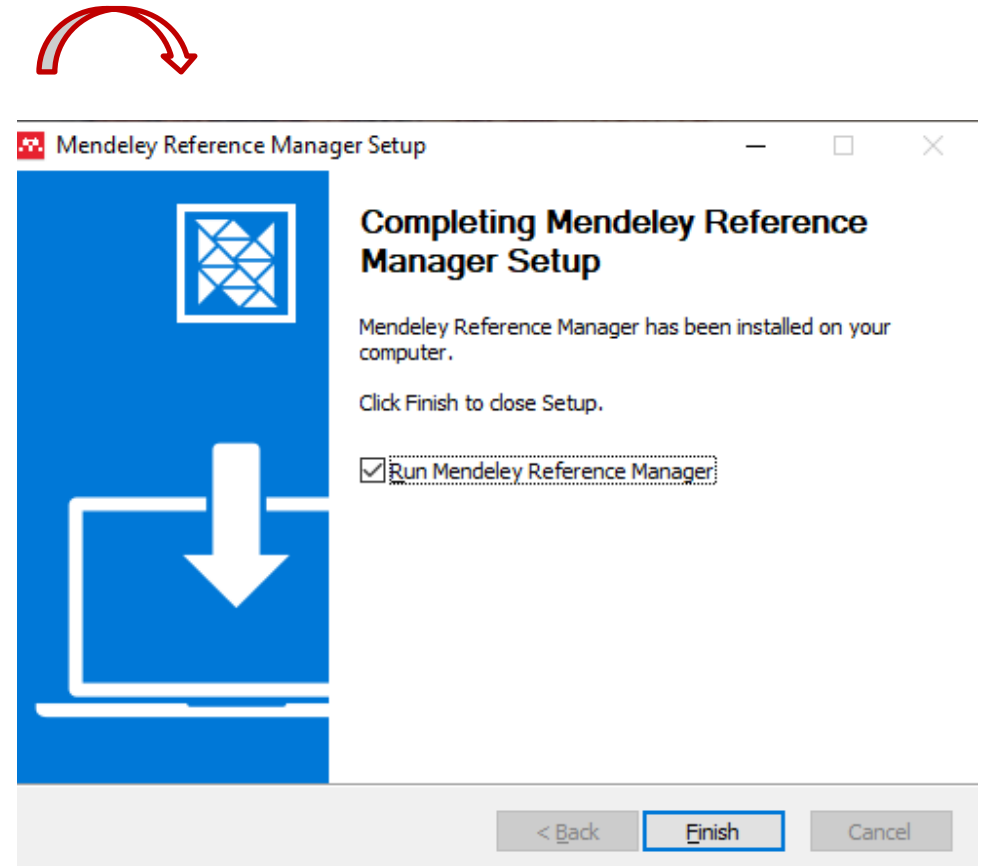 Mendeley Reference Manager Setup
Completing Mendeley Reference
Manager Setup
Mendeley Reference Manager has been installed on your
computer.
Click Finish to close Setup.
Run Mendeley Reference Manager
< Back Finish Cancel